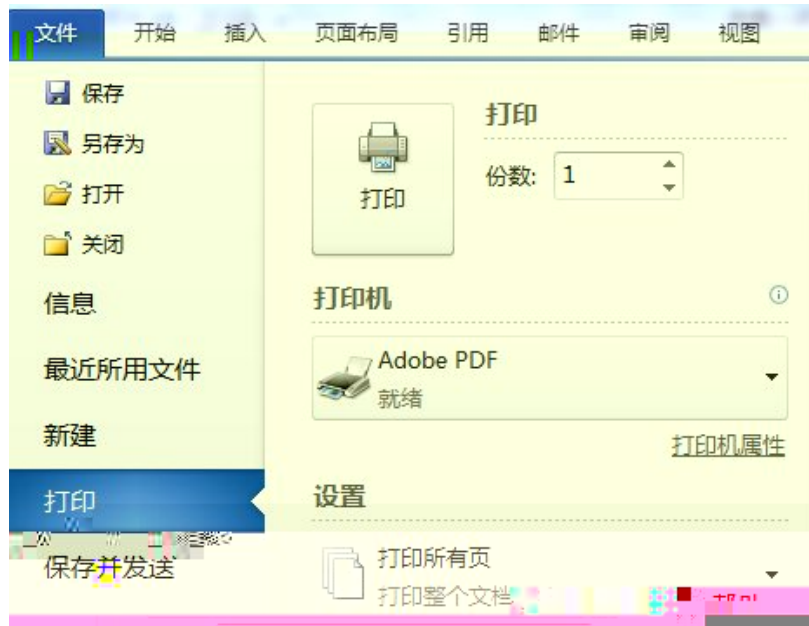 文件 开始 插入 页面布局 引用 邮件 审阅 视图
保存
另存为
打开
关闭
信息
最近所用文件
新建
打印
保存并发送
打印
打印
份数: 1
打印机
Adobe PDF
就绪
打印机属性
设置
打印所有页
打印整个文档